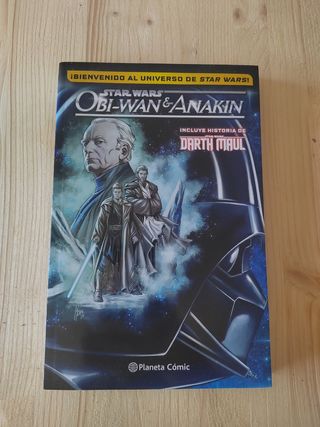 ¡BIENVENIDO AL UNIVERSO DE STAR WARS!
STAR WARS
OBI-WAN & ANAKIN
INCLUYE HISTORIA DE
DARTH MAUL
Planeta Cómic